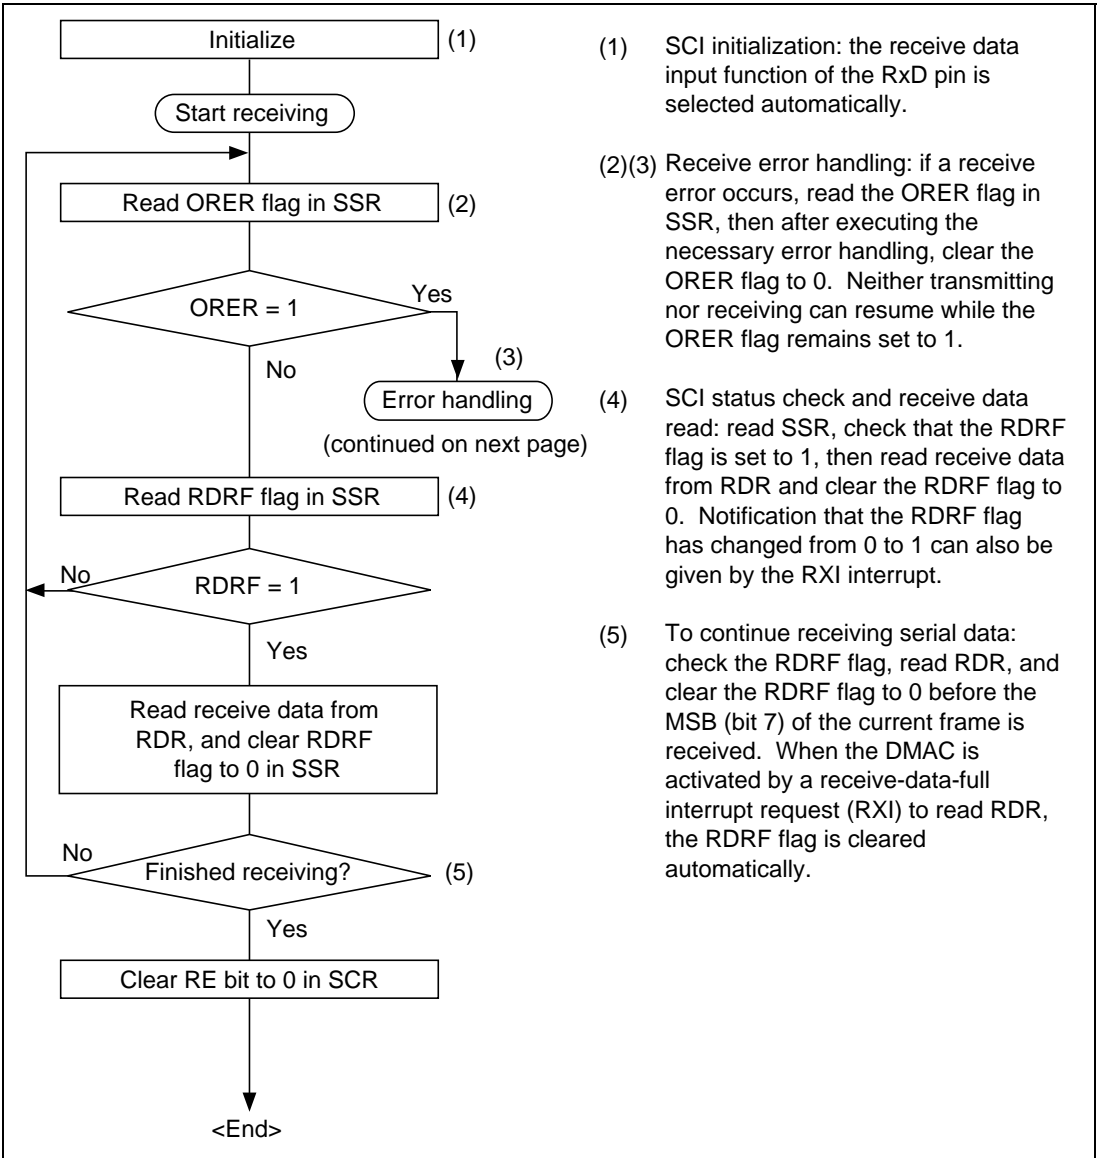 Initialize
(1)
Start receiving
Read ORER flag in SSR
(2)
ORER = 1
Yes
No
(3)
Error handling
(continued on next page)
Read RDRF flag in SSR
(4)
No
RDRF = 1
Yes
Read receive data from
RDR, and clear RDRF
flag to 0 in SSR
No
Finished receiving?
(5)
Yes
Clear RE bit to 0 in SCR
<End>
(1) SCI initialization: the receive data
input function of the RxD pin is
selected automatically.
(2)(3) Receive error handling: if a receive
error occurs, read the ORER flag in
SSR, then after executing the
necessary error handling, clear the
ORER flag to 0.  Neither transmitting
nor receiving can resume while the
ORER flag remains set to 1.
(4) SCI status check and receive data
read: read SSR, check that the RDRF
flag is set to 1, then read receive data
from RDR and clear the RDRF flag to
0.  Notification that the RDRF flag
has changed from 0 to 1 can also be
given by the RXI interrupt.
(5) To continue receiving serial data:
check the RDRF flag, read RDR, and
clear the RDRF flag to 0 before the
MSB (bit 7) of the current frame is
received.  When the DMAC is
activated by a receive-data-full
interrupt request (RXI) to read RDR,
the RDRF flag is cleared
automatically.